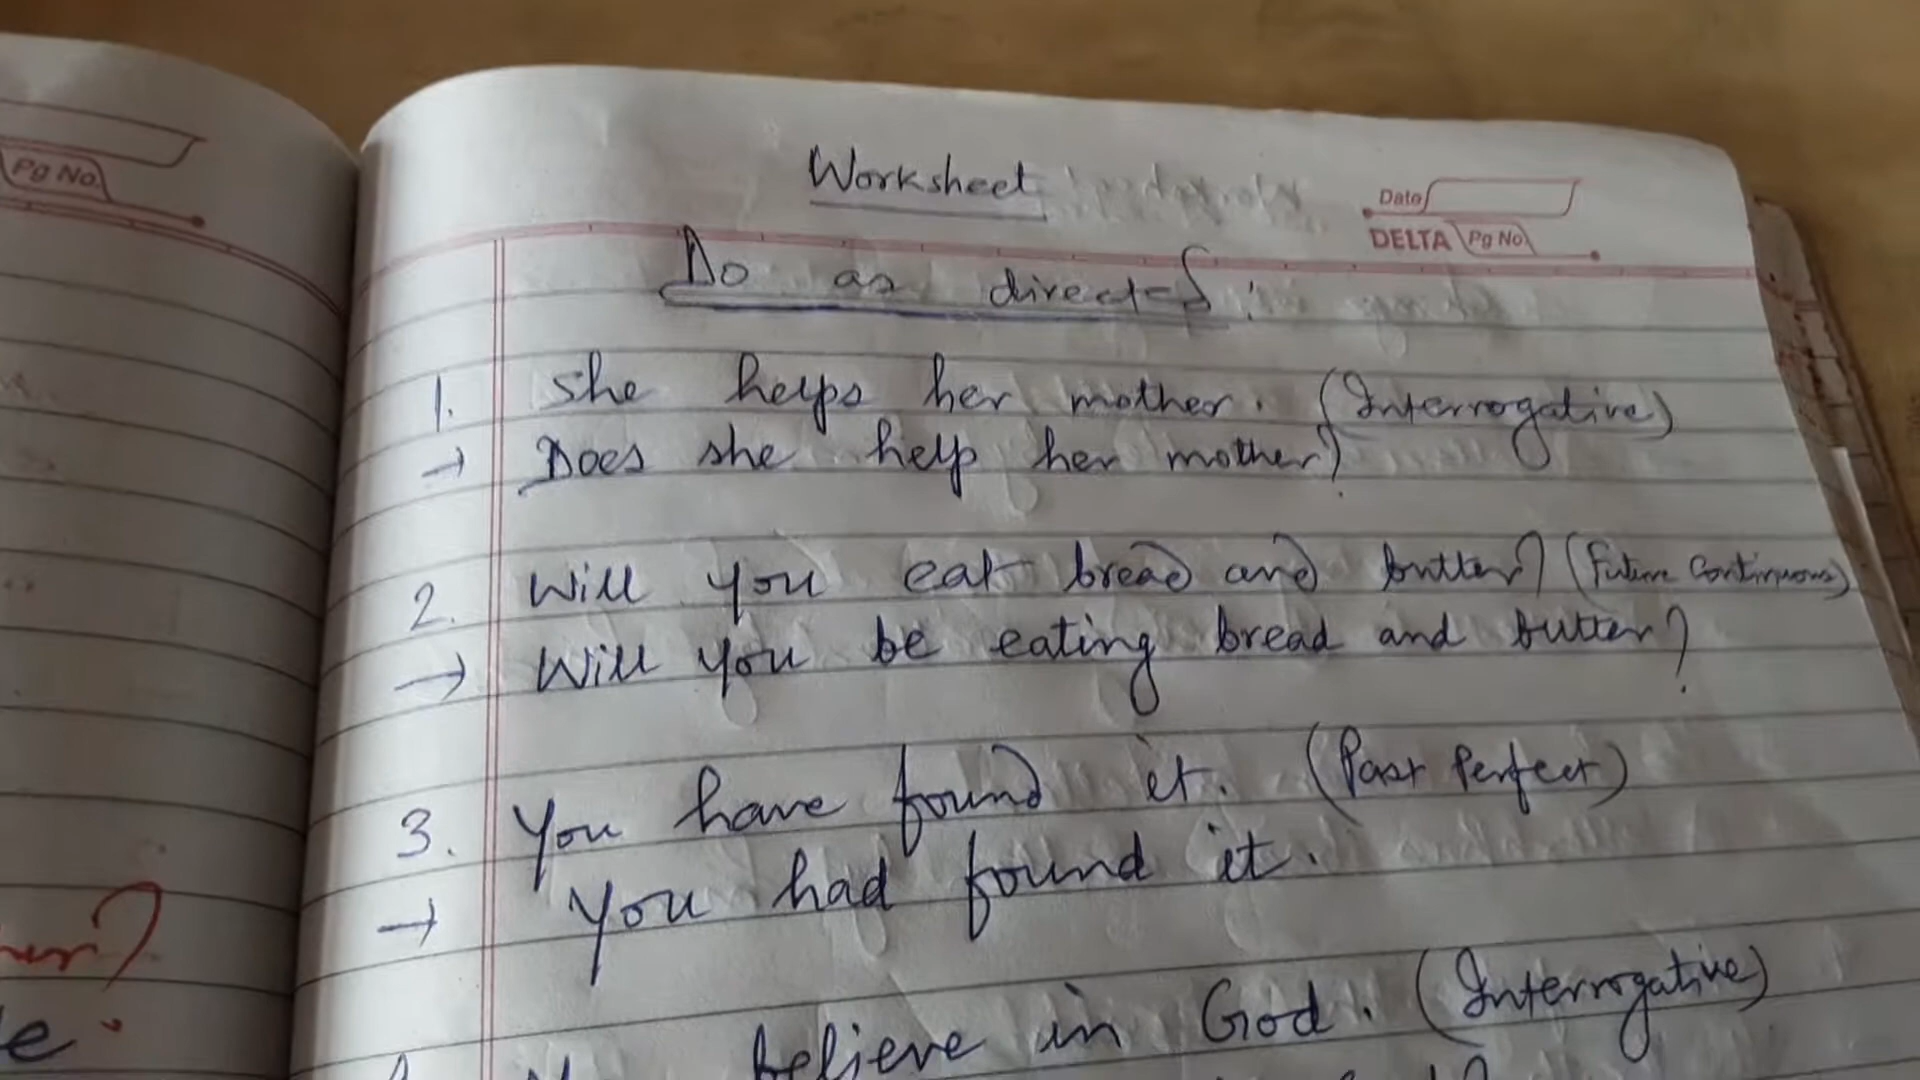 Pg No.
Worksheet
Date
DELTA Pg No.
Do as directed:
1. She helps her mother. (Interrogative)
→ Does she help her mother?
2. Will you eat bread and butter? (Future Continuous)
→ Will you be eating bread and butter?
3. You have found it. (Past Perfect)
→ You had found it.
believe in God. (Interrogative)